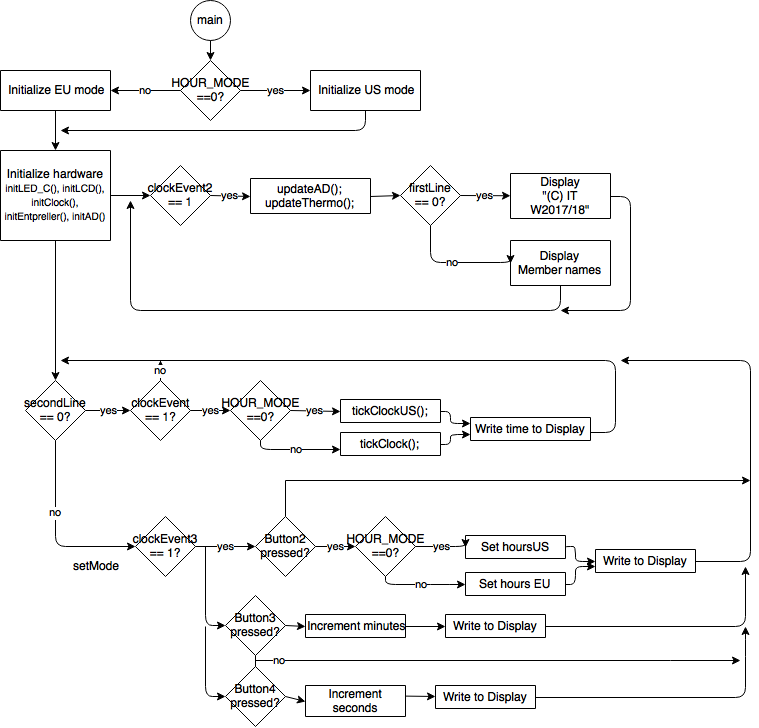 main
HOUR_MODE
==0?
no
yes
Initialize EU mode
Initialize US mode
Initialize hardware
initLED_C(), initLCD(),
initClock(),
initEntpreller(), initAD()
clockEvent2
== 1
yes
updateAD();
updateThermo();
firstLine
== 0?
yes
Display
"(C) IT
W2017/18"
no
Display
Member names
no
secondLine
== 0?
yes
clockEvent
== 1?
yes
HOUR_MODE
==0?
yes
tickClockUS();
no
tickClock();
Write time to Display
no
setMode
clockEvent3
== 1?
yes
Button2
pressed?
yes
HOUR_MODE
==0?
yes
Set hoursUS
no
Set hours EU
Write to Display
Button3
pressed?
Increment minutes
Write to Display
no
Button4
pressed?
Increment
seconds
Write to Display